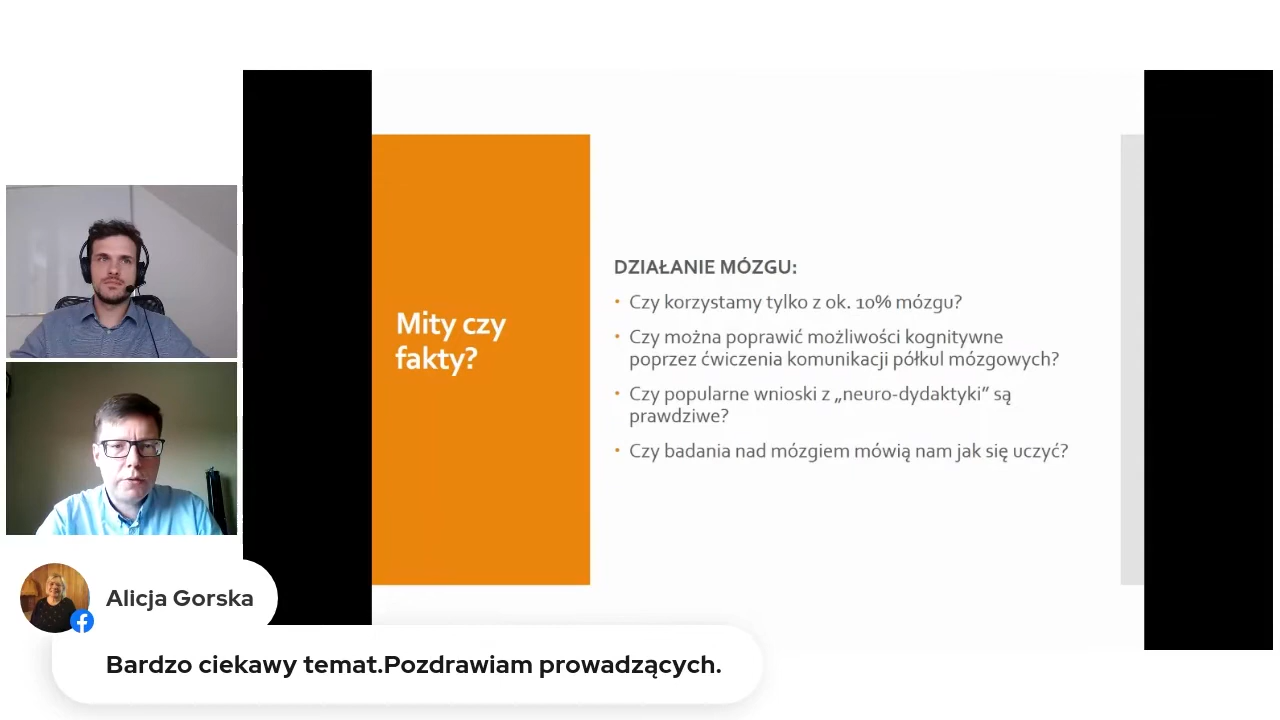 Mity czy
fakty?
DZIAŁANIE MÓZGU:
• Czy korzystamy tylko z ok. 10% mózgu?
• Czy można poprawić możliwości kognitywne
poprzez ćwiczenia komunikacji półkul mózgowych?
• Czy popularne wnioski z „neuro-dydaktyki” są
prawdziwe?
• Czy badania nad mózgiem mówią nam jak się uczyć?
Alicja Gorska
Bardzo ciekawy temat.Pozdrawiam prowadzących.